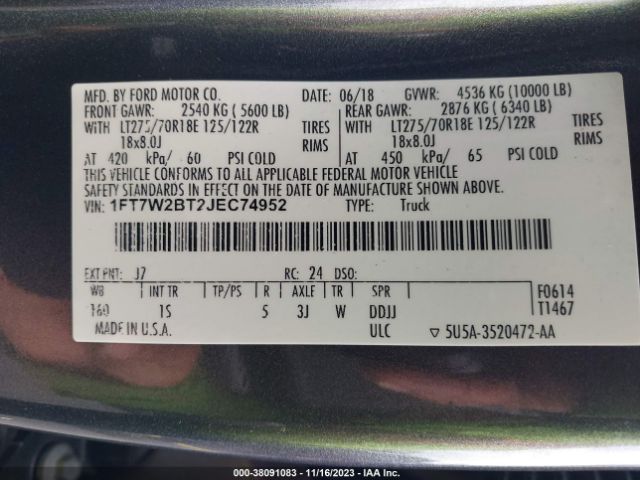 MFD. BY FORD MOTOR CO. DATE: 06/18 GVWR: 4536 KG (10000 LB)
FRONT GAWR: 2540 KG ( 5600 LB) REAR GAWR: 2876 KG ( 6340 LB)
WITH LT275/70R18E 125/122R TIRES WITH LT275/70R18E 125/122R TIRES
18x8.0J RIMS 18x8.0J RIMS
AT 420 kPa/ 60 PSI COLD AT 450 kPa/ 65 PSI COLD
THIS VEHICLE CONFORMS TO ALL APPLICABLE FEDERAL MOTOR VEHICLE
SAFETY STANDARDS IN EFFECT ON THE DATE OF MANUFACTURE SHOWN ABOVE.
VIN: 1FT7W2BT2JEC74952 TYPE: Truck
EXT PNT: J7 RC: 24 DSO:
WB INT TR TP/PS R AXLE TR SPR F0614
160 1S 5 3J W DDJJ T1467
MADE IN U.S.A. ULC ▽ 5U5A-3520472-AA
000-38091083 - 11/16/2023 - IAA Inc.